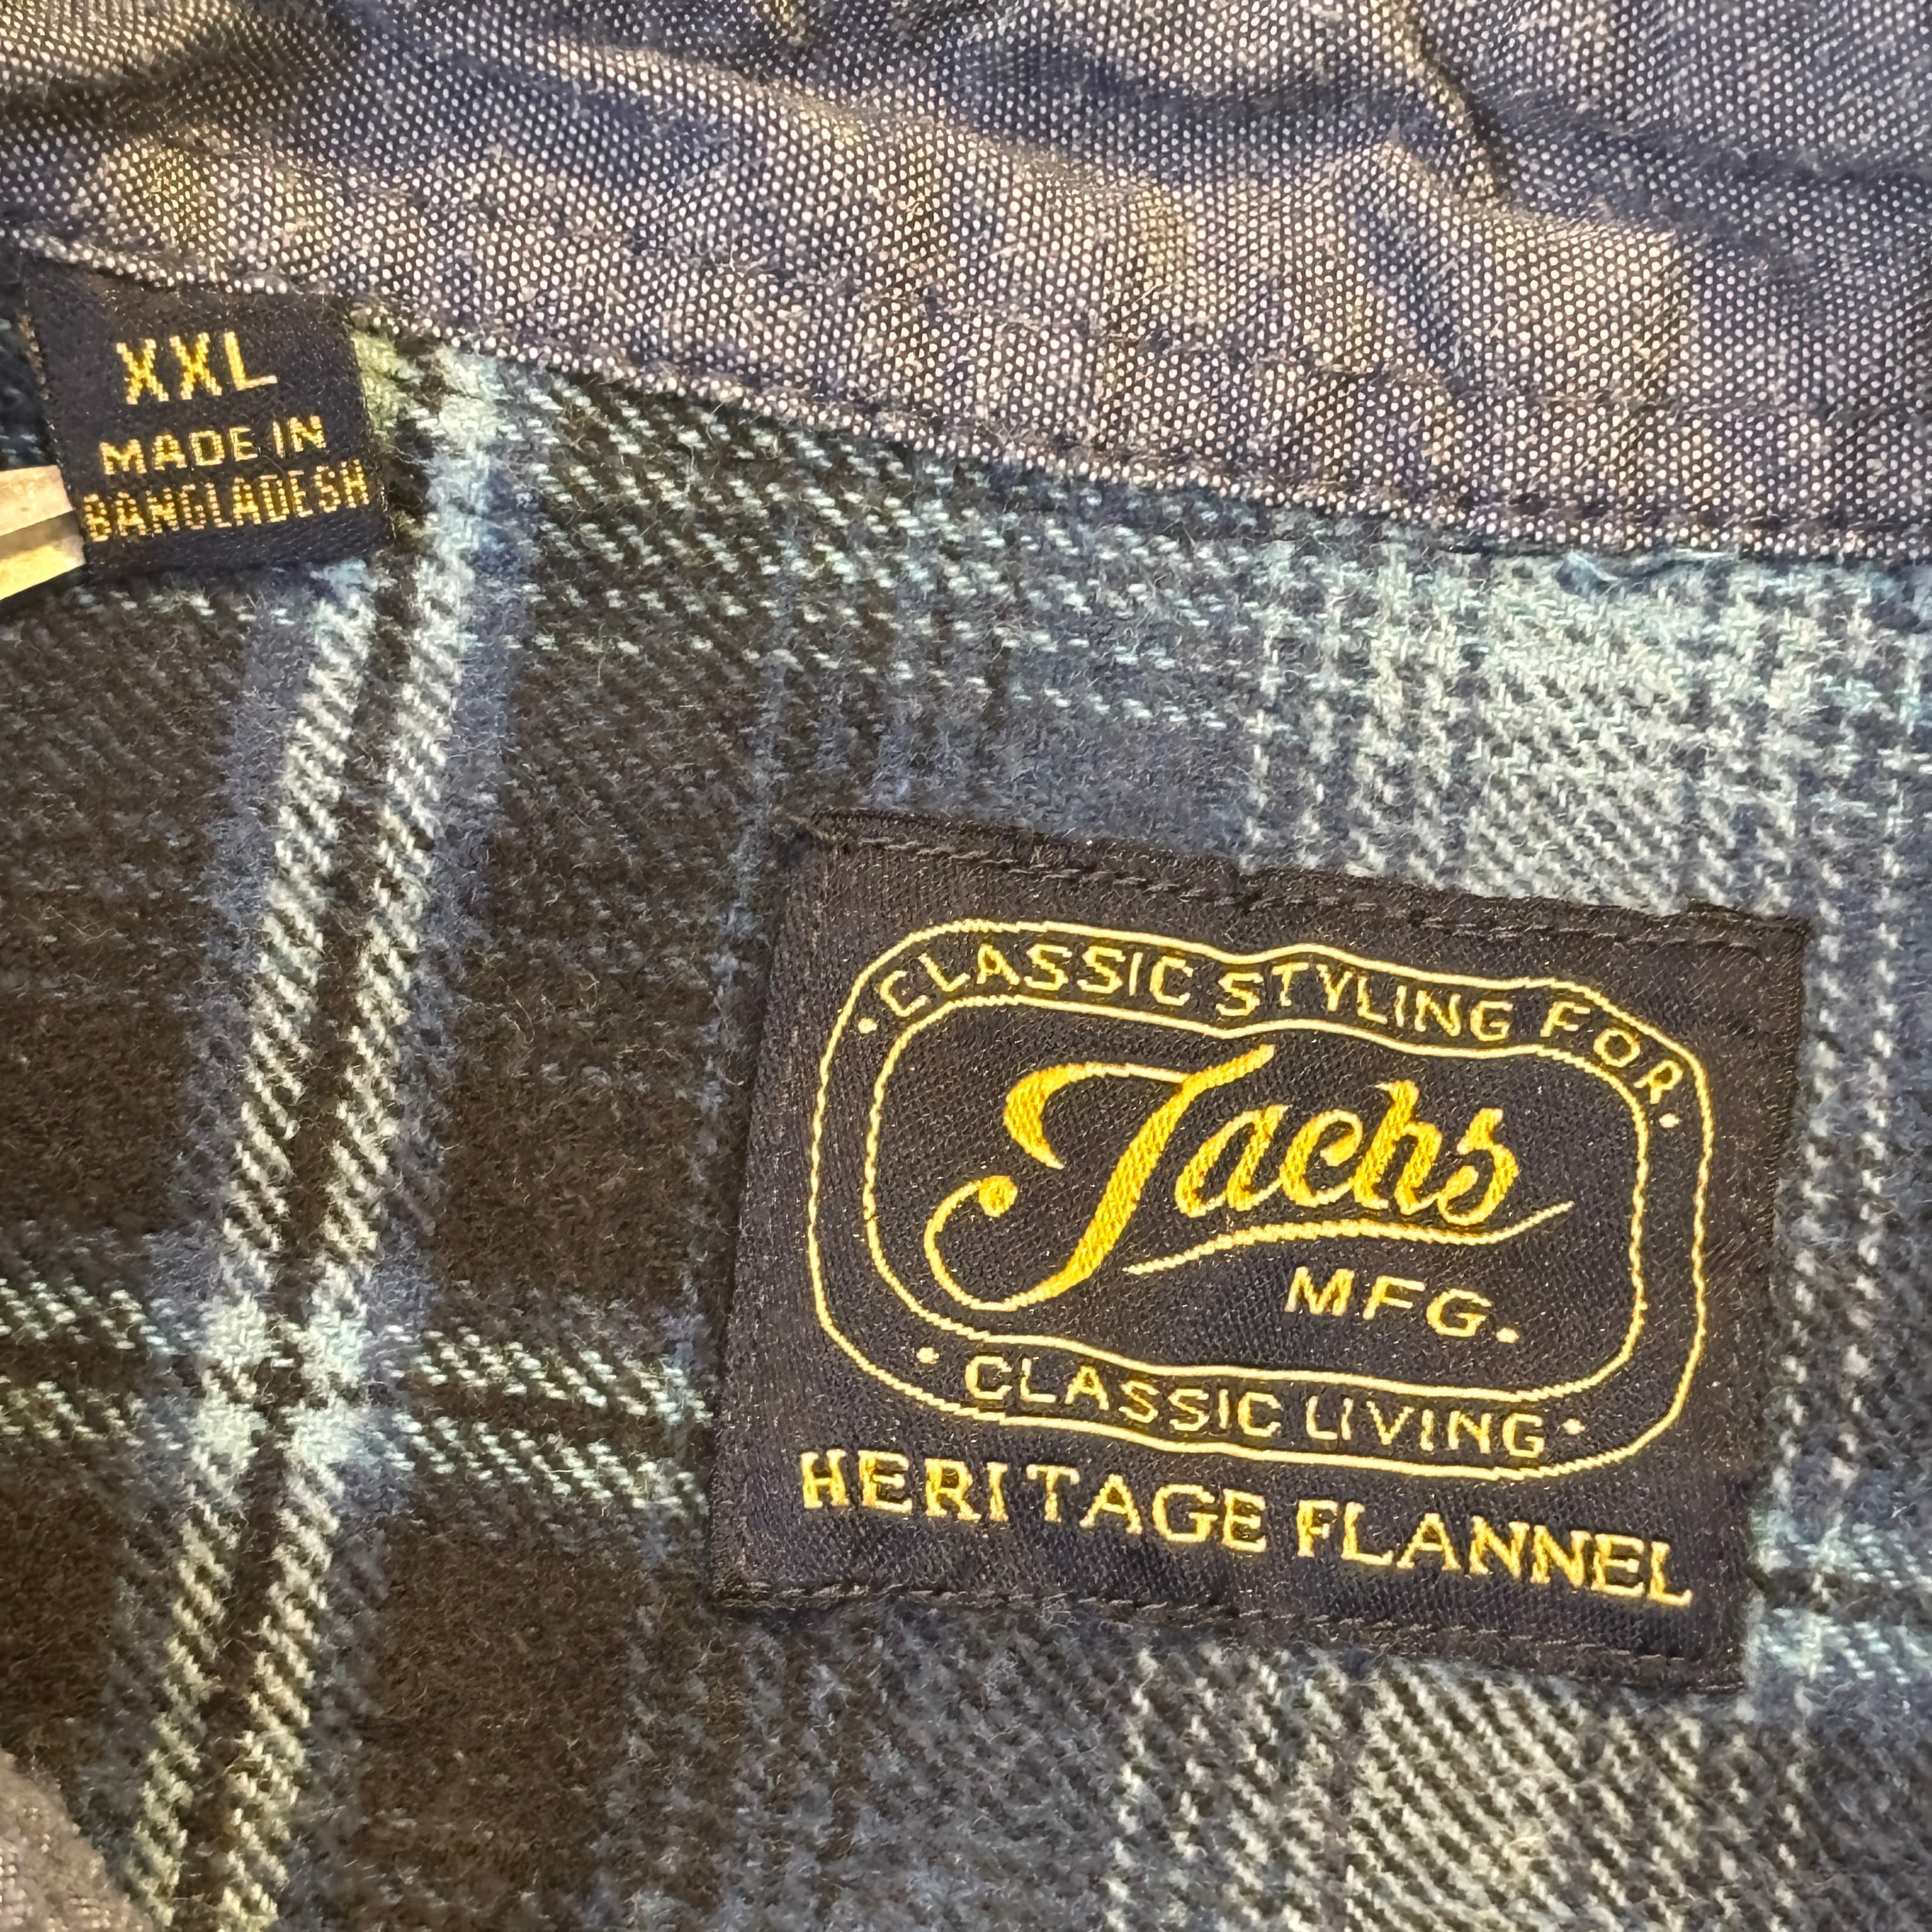 XXL
MADE IN
BANGLADESH
• CLASSIC STYLING FOR •
Jachs
MFG.
• CLASSIC LIVING •
HERITAGE FLANNEL